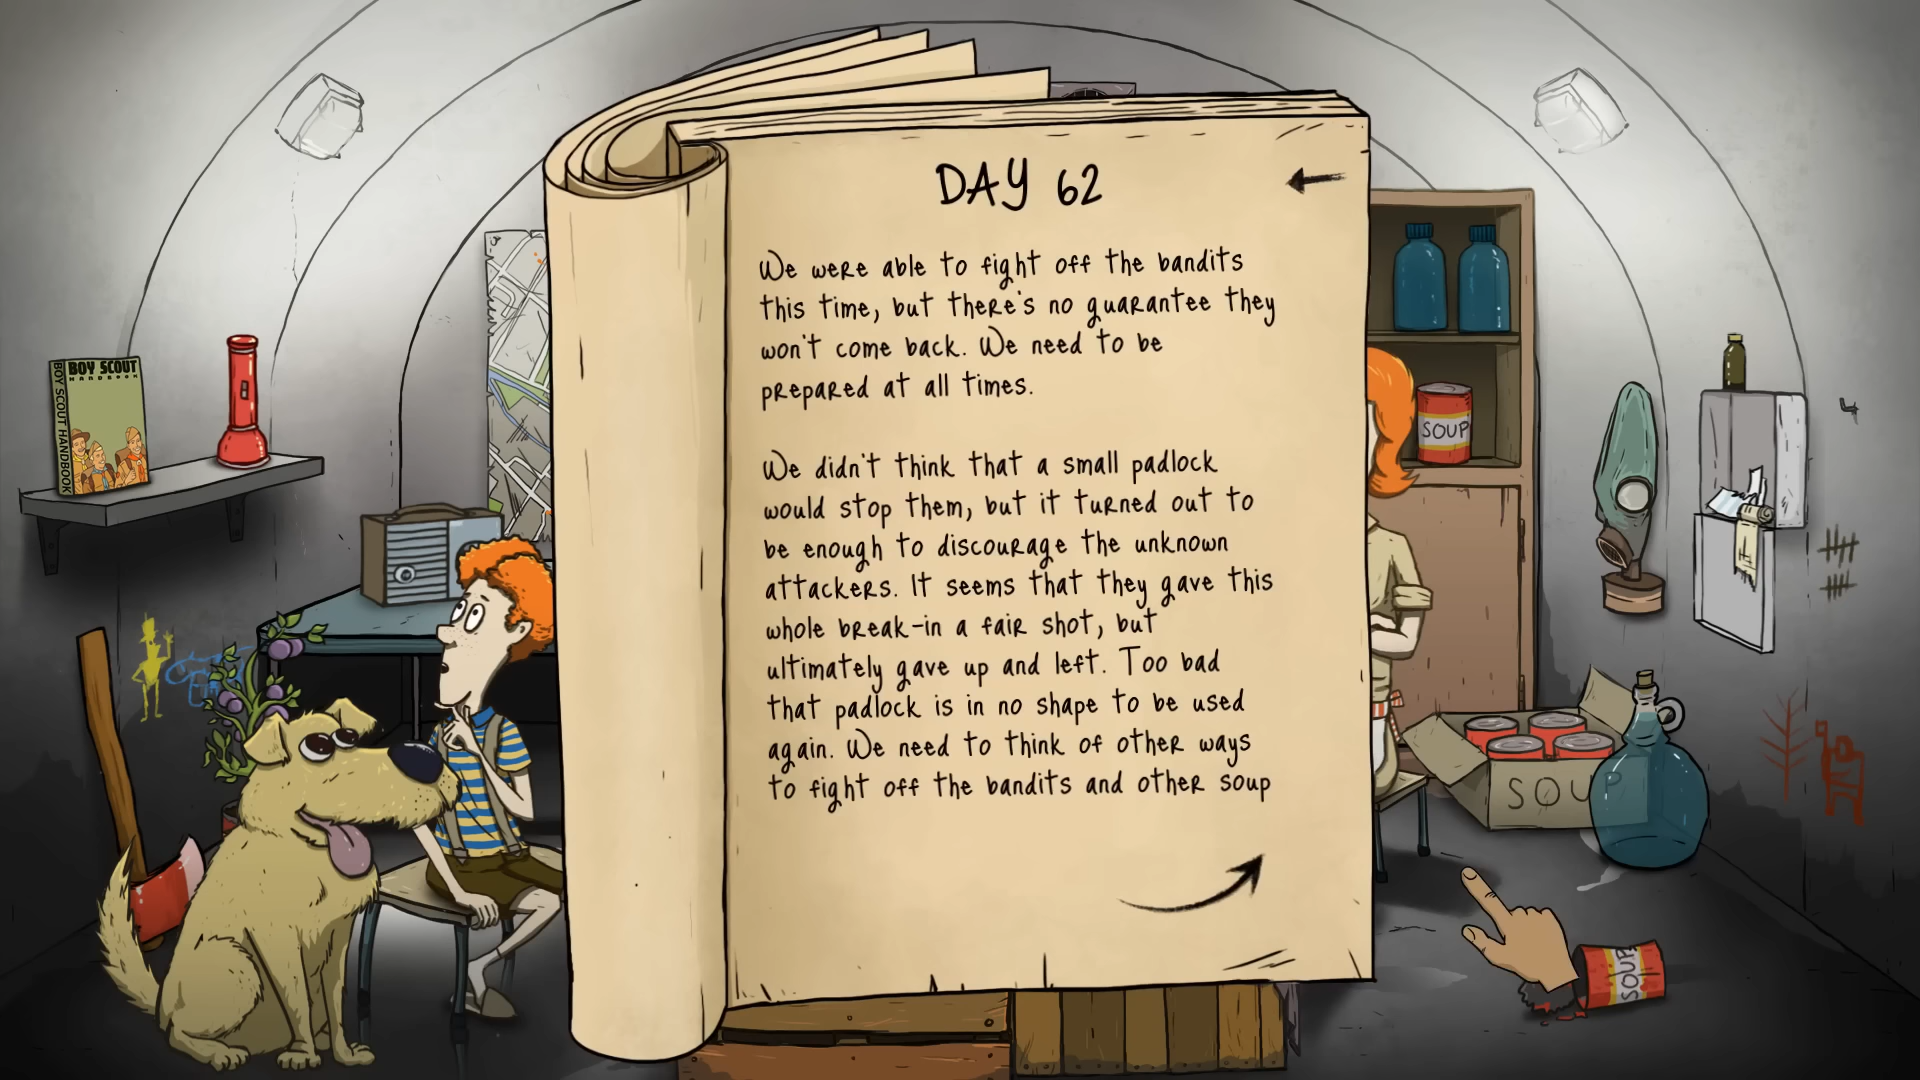 DAY 62
We were able to fight off the bandits
this time, but there's no guarantee they
won't come back. We need to be
prepared at all times.
We didn't think that a small padlock
would stop them, but it turned out to
be enough to discourage the unknown
attackers. It seems that they gave this
whole break-in a fair shot, but
ultimately gave up and left. Too bad
that padlock is in no shape to be used
again. We need to think of other ways
to fight off the bandits and other soup
BOY SCOUT
HANDBOOK
BOY SCOUT HANDBOOK
SOUP
SOUP
SOUP